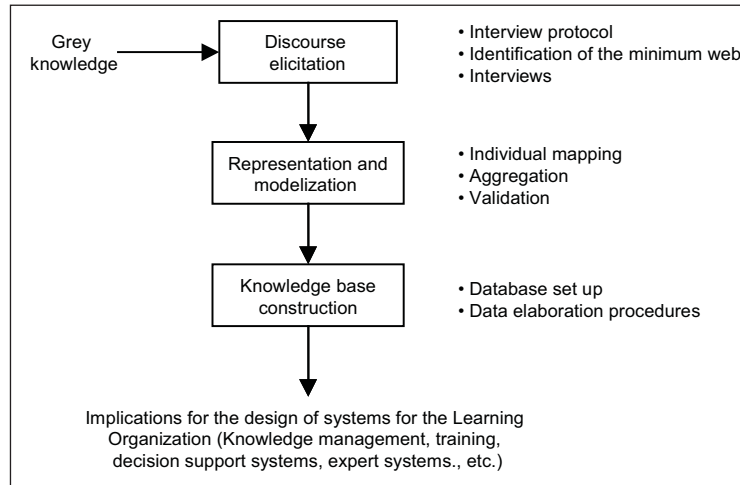 Grey
knowledge
Discourse
elicitation
• Interview protocol
• Identification of the minimum web
• Interviews
Representation and
modelization
• Individual mapping
• Aggregation
• Validation
Knowledge base
construction
• Database set up
• Data elaboration procedures
Implications for the design of systems for the Learning
Organization (Knowledge management, training,
decision support systems, expert systems., etc.)